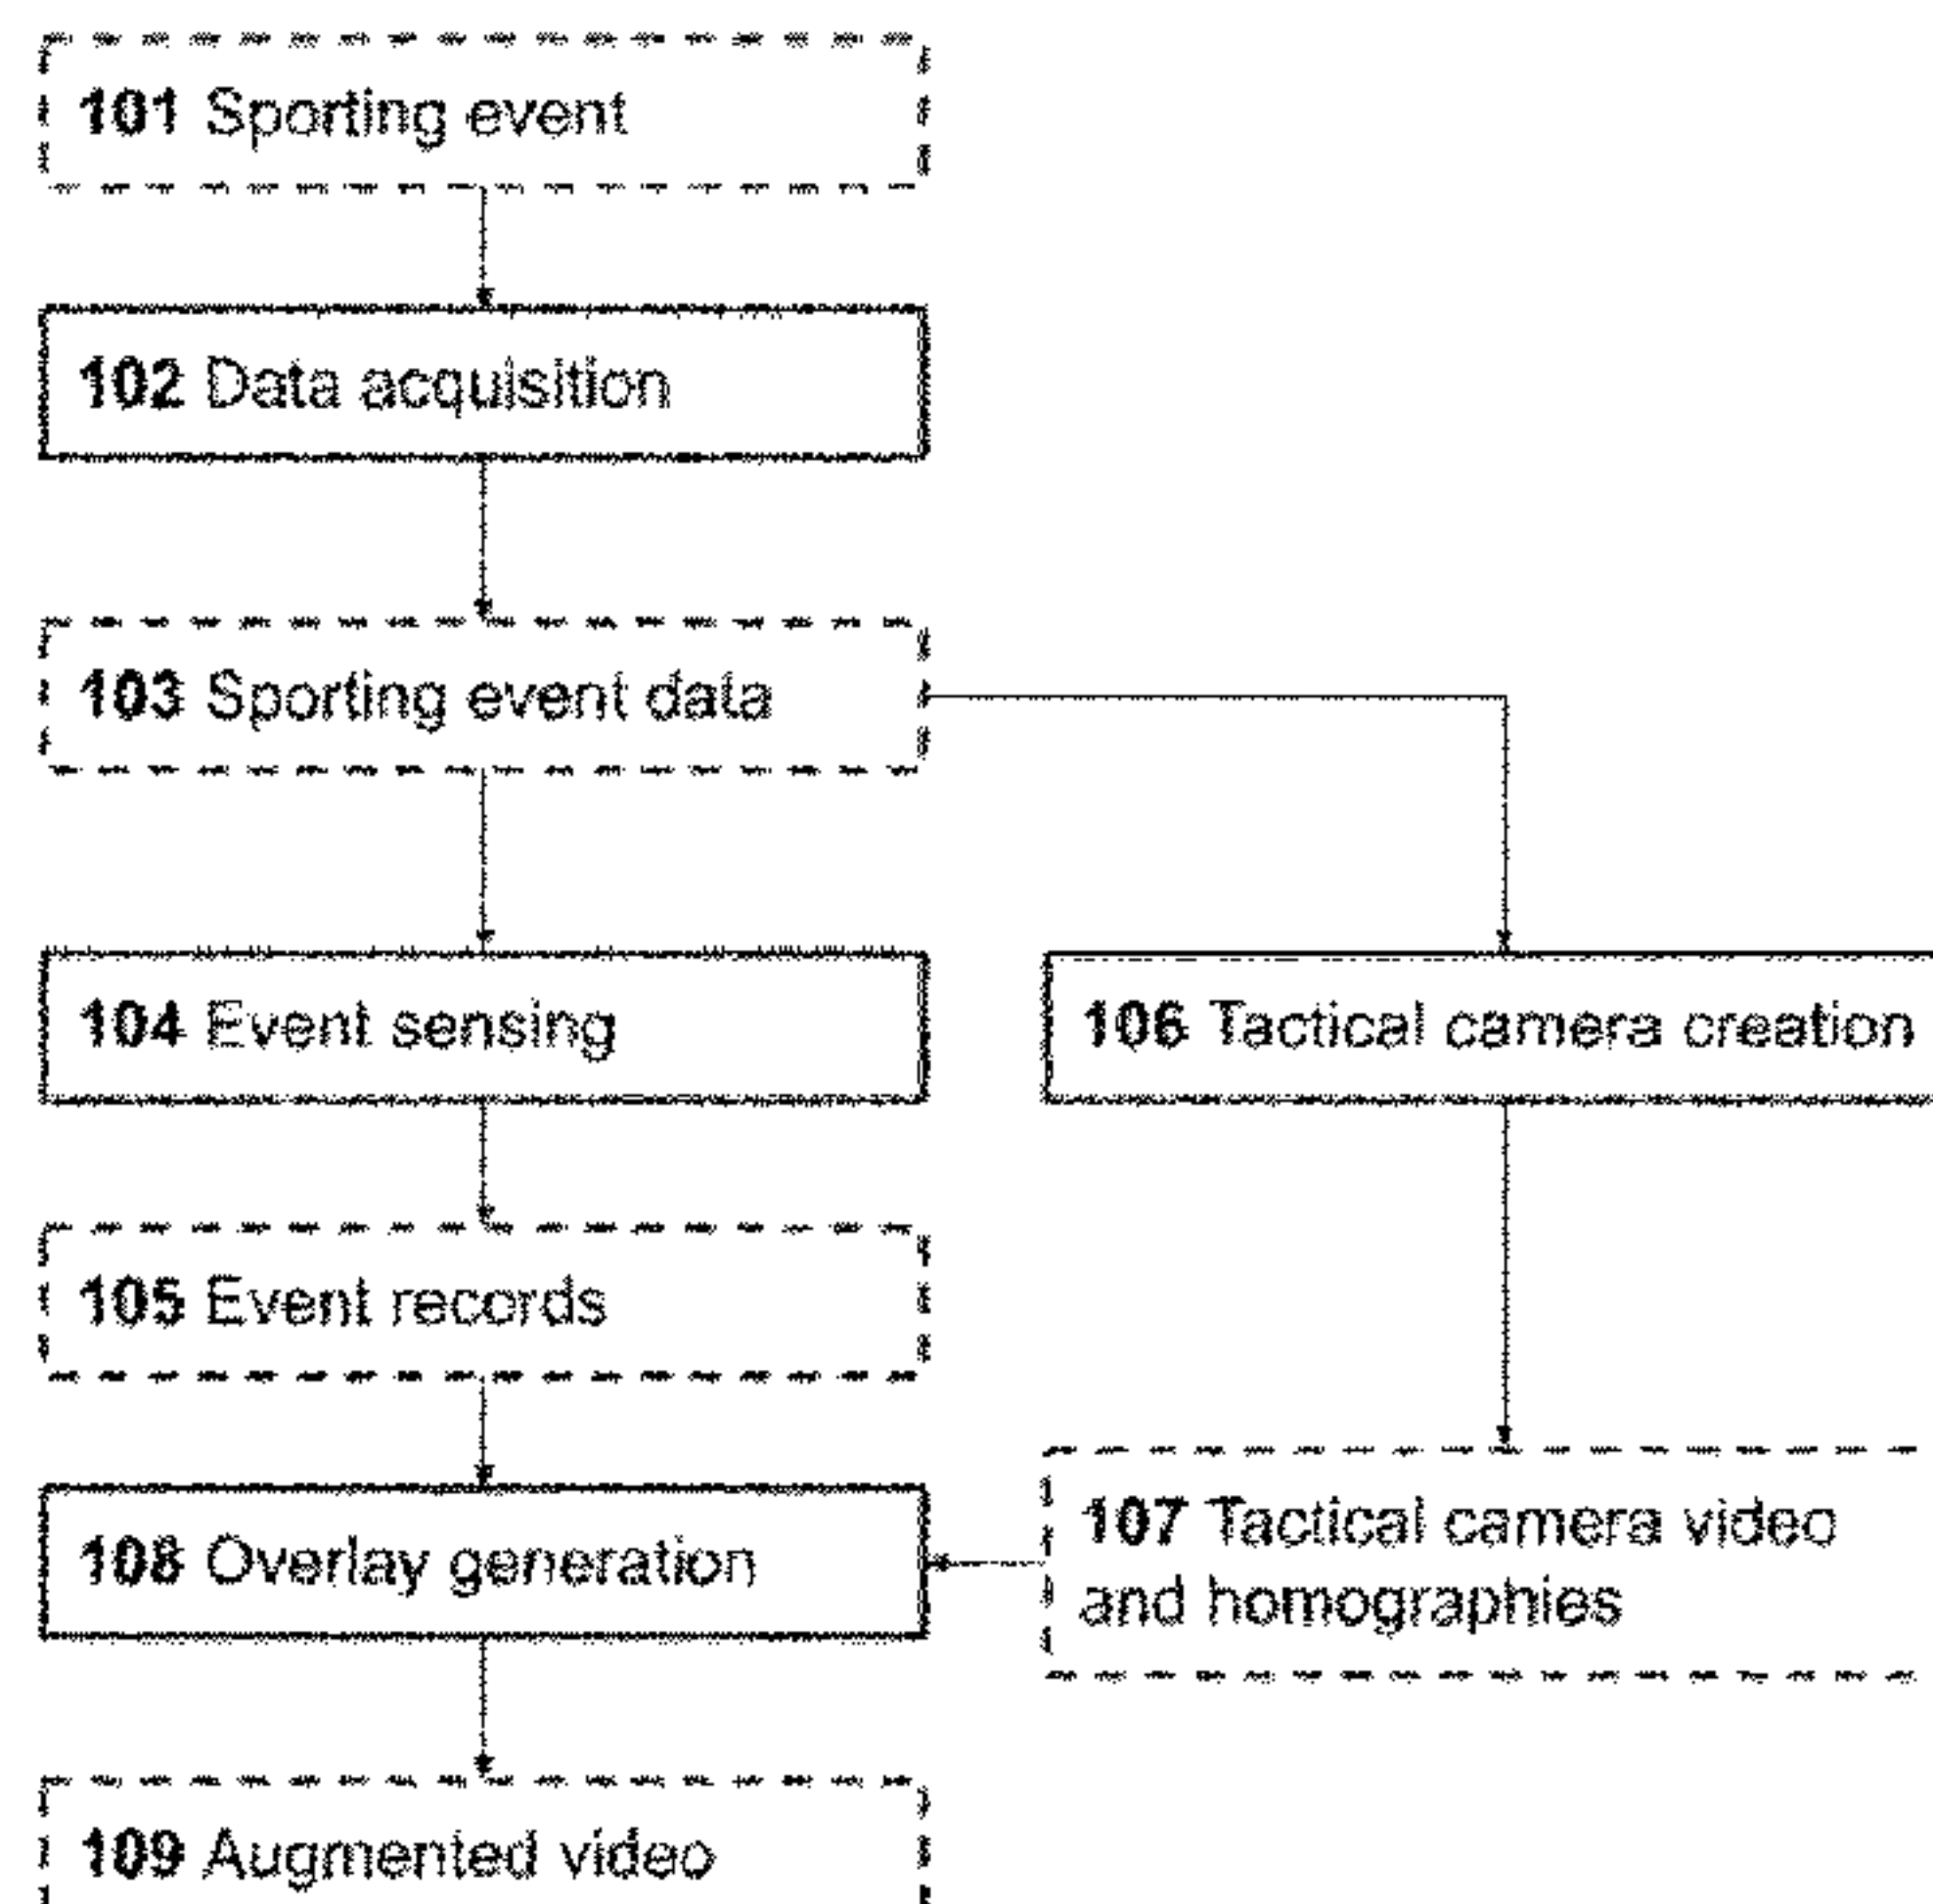 101 Sporting event
102 Data acquisition
103 Sporting event data
104 Event sensing
106 Tactical camera creation
105 Event records
107 Tactical camera video
and homographies
108 Overlay generation
109 Augmented video